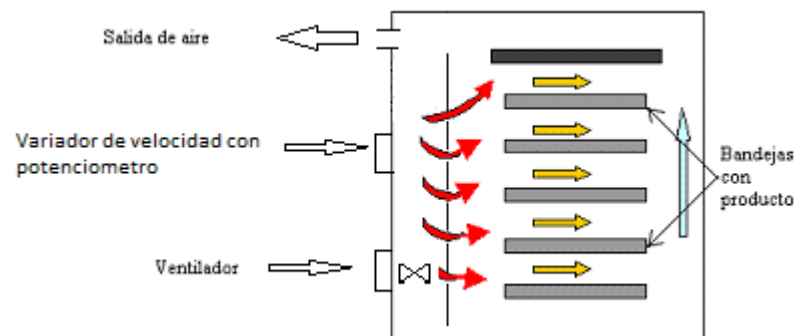 Salida de aire
Variador de velocidad con
potenciometro
Bandejas
con
producto
Ventilador